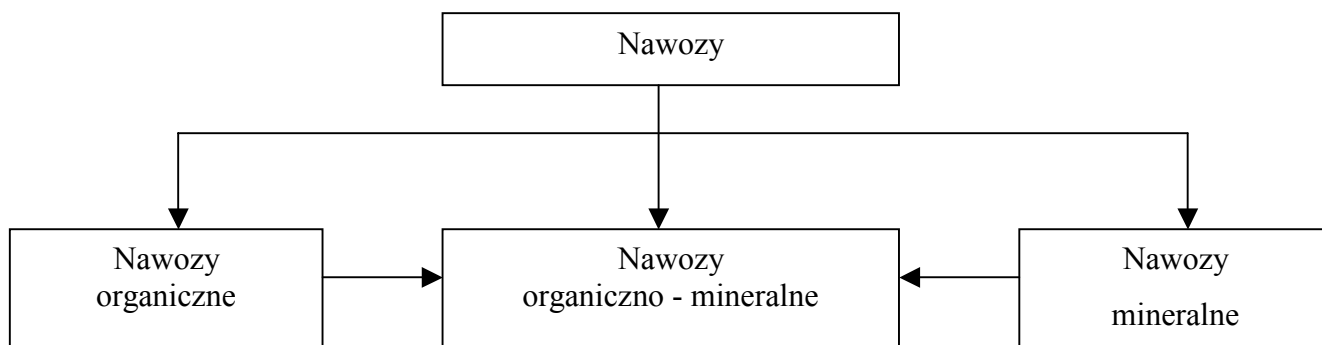 Nawozy
Nawozy
organiczne
Nawozy
organiczno - mineralne
Nawozy
mineralne